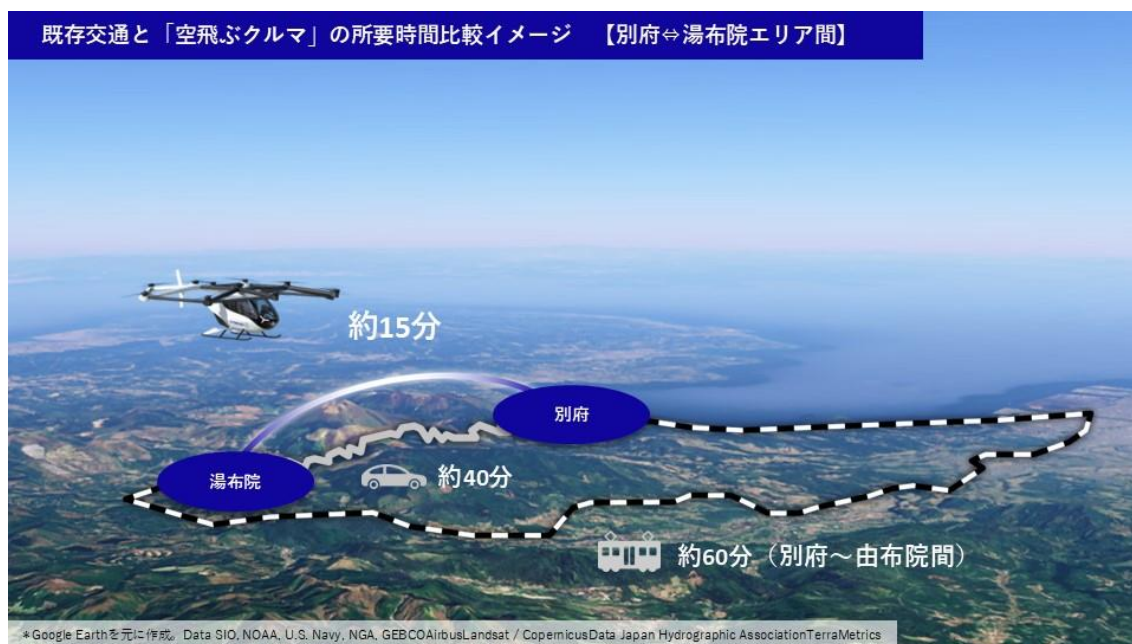 既存交通と「空飛ぶクルマ」の所要時間比較イメージ　【別府⇔湯布院エリア間】
約15分
別府
湯布院
約40分
約60分（別府～由布院間）
*Google Earthを元に作成。Data SIO, NOAA, U.S. Navy, NGA, GEBCOAirbusLandsat / CopernicusData Japan Hydrographic AssociationTerraMetrics